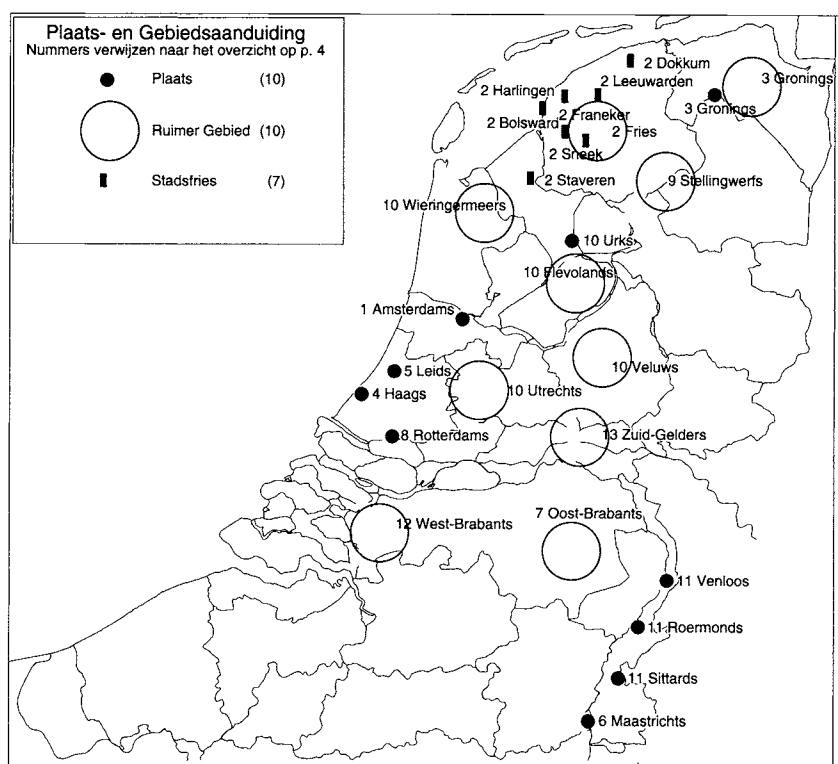 Plaats- en Gebiedsaanduiding
Nummers verwijzen naar het overzicht op p. 4
Plaats (10)
Ruimer Gebied (10)
Stadsfries (7)
2 Dokkum
2 Harlingen
2 Leeuwarden
3 Gronings
3 Gronings
2 Bolsward
2 Franeker
2 Fries
2 Sneek
2 Staveren
9 Stellingwerfs
10 Wieringermeers
10 Urks
10 Flevolands
1 Amsterdams
10 Veluws
5 Leids
4 Haags
10 Utrechts
8 Rotterdams
13 Zuid-Gelders
12 West-Brabants
7 Oost-Brabants
11 Venloos
11 Roermonds
11 Sittards
6 Maastrichts